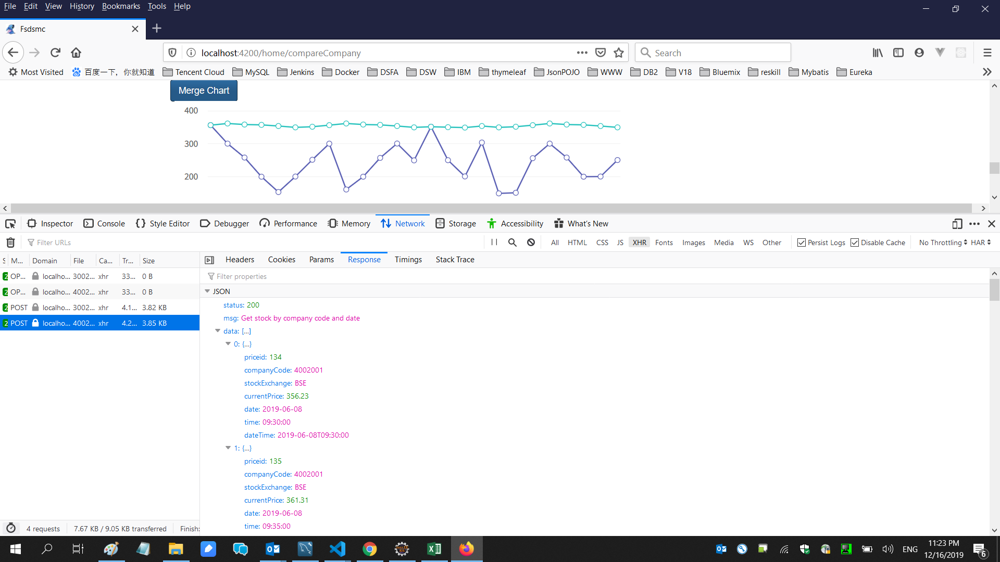 File Edit View History Bookmarks Tools Help
Fsdsmc
localhost:4200/home/compareCompany
Search
Most Visited 百度一下，你就知道 Tencent Cloud MySQL Jenkins Docker DSFA DSW IBM thymeleaf JsonPOJO WWW DB2 V18 Bluemix reskill Mybatis Eureka
Merge Chart
400
300
200
Inspector Console Style Editor Debugger Performance Memory Network Storage Accessibility What's New
Filter URLs All HTML CSS JS XHR Fonts Images Media WS Other Persist Logs Disable Cache No Throttling HAR
S M... Domain File Ca... Tr... Size
2 OP... localho... 3002... xhr 33... 0 B
2 OP... localho... 4002... xhr 33... 0 B
2 POST localho... 3002... xhr 4.1... 3.82 KB
2 POST localho... 4002... xhr 4.2... 3.85 KB
4 requests 7.67 KB / 9.05 KB transferred Finish:
Headers Cookies Params Response Timings Stack Trace
Filter properties
JSON
status: 200
msg: Get stock by company code and date
data: [...]
0: {...}
priceid: 134
companyCode: 4002001
stockExchange: BSE
currentPrice: 356.23
date: 2019-06-08
time: 09:30:00
dateTime: 2019-06-08T09:30:00
1: {...}
priceid: 135
companyCode: 4002001
stockExchange: BSE
currentPrice: 361.31
date: 2019-06-08
time: 09:35:00
ENG
11:23 PM
12/16/2019
6